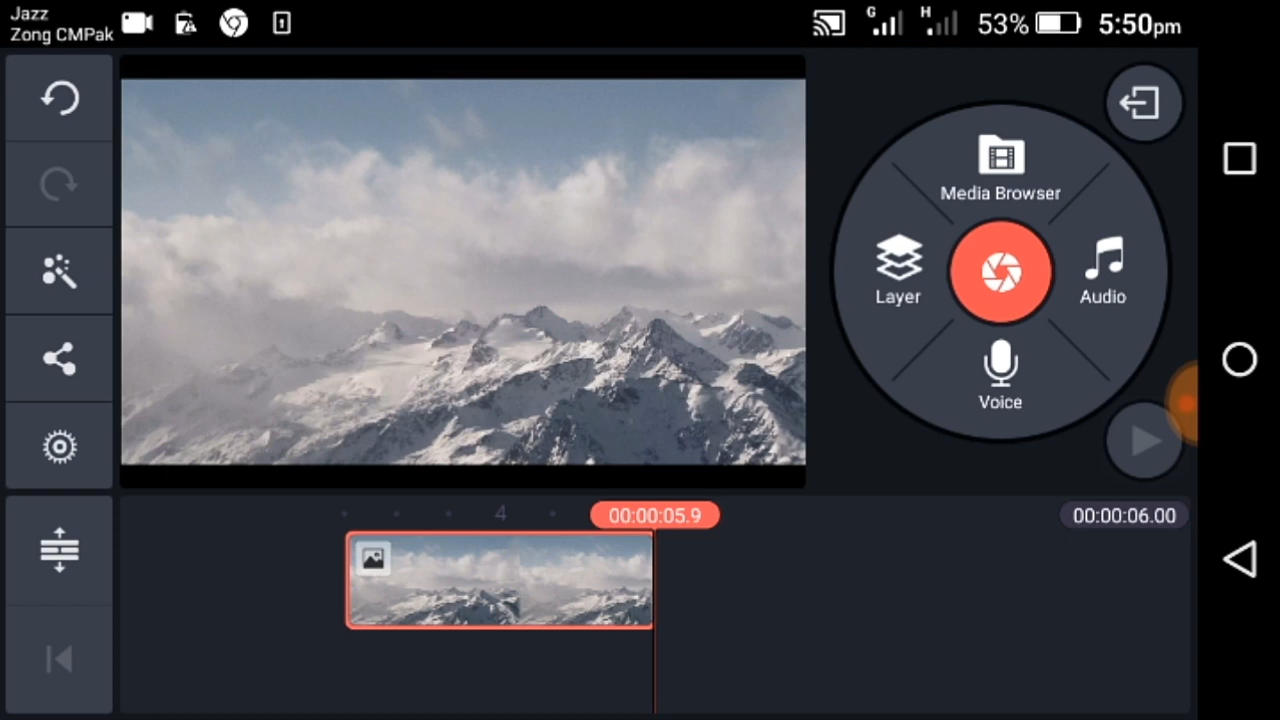 Jazz
Zong CMPak
G
H
53%
5:50pm
Media Browser
Layer
Audio
Voice
4
00:00:05.9
00:00:06.00